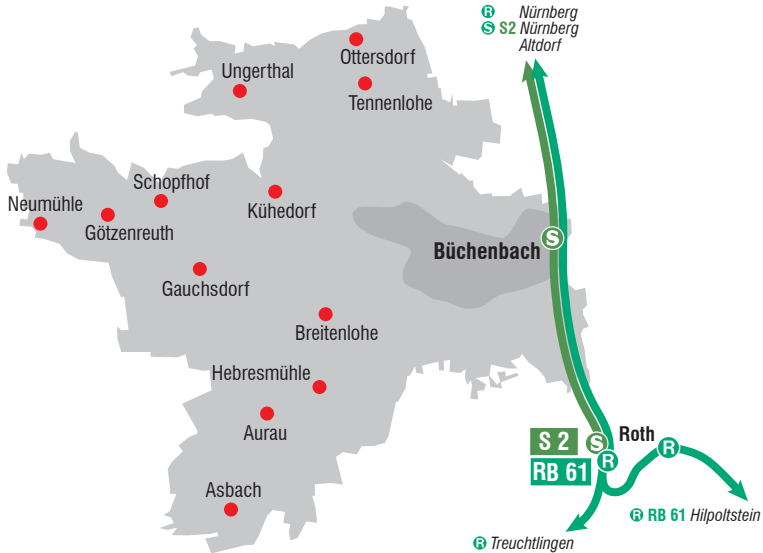 R Nürnberg
S S2 Nürnberg
Altdorf
Ottersdorf
Ungerthal
Tennenlohe
Schopfhof
Neumühle
Kühedorf
Götzenreuth
Büchenbach S
Gauchsdorf
Breitenlohe
Hebresmühle
Aurau
S 2 S Roth
RB 61 R R
Asbach
R RB 61 Hilpoltstein
R Treuchtlingen